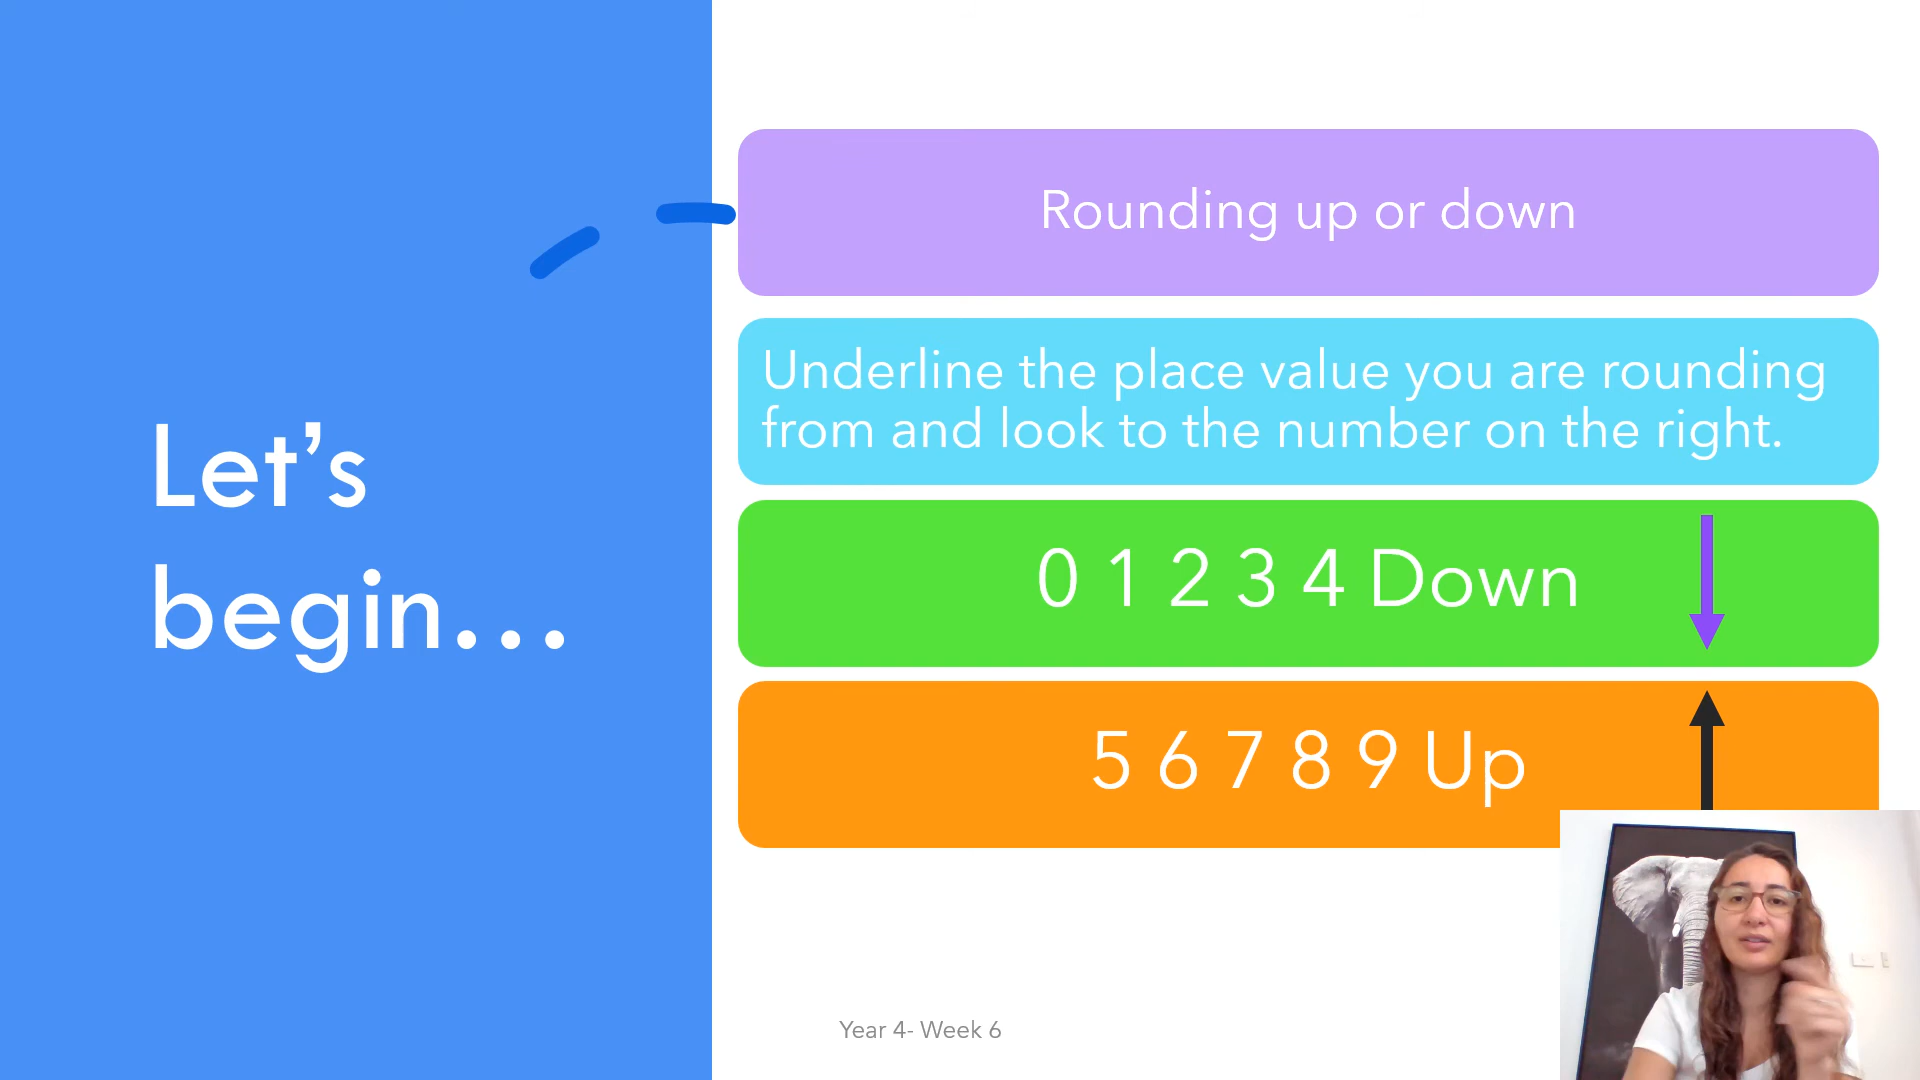 Let’s
begin…
Rounding up or down
Underline the place value you are rounding
from and look to the number on the right.
0 1 2 3 4 Down
5 6 7 8 9 Up
Year 4- Week 6